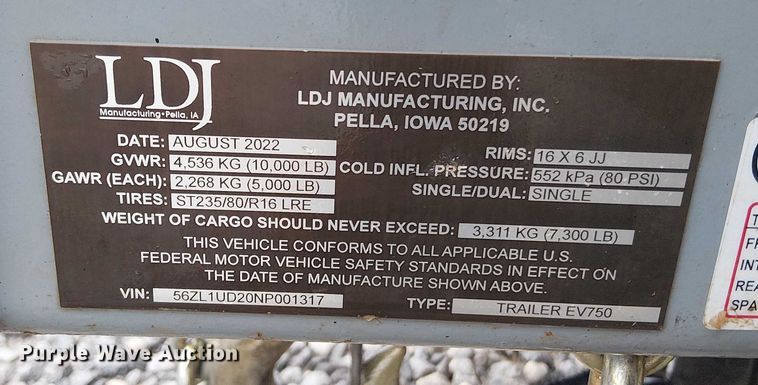 LDJ
Manufacturing • Pella, IA
MANUFACTURED BY:
LDJ MANUFACTURING, INC.
PELLA, IOWA 50219
DATE: AUGUST 2022
GVWR: 4,536 KG (10,000 LB)
GAWR (EACH): 2,268 KG (5,000 LB)
TIRES: ST235/80/R16 LRE
RIMS: 16 X 6 JJ
COLD INFL. PRESSURE: 552 kPa (80 PSI)
SINGLE/DUAL: SINGLE
WEIGHT OF CARGO SHOULD NEVER EXCEED: 3,311 KG (7,300 LB)
THIS VEHICLE CONFORMS TO ALL APPLICABLE U.S.
FEDERAL MOTOR VEHICLE SAFETY STANDARDS IN EFFECT ON
THE DATE OF MANUFACTURE SHOWN ABOVE.
VIN: 56ZL1UD20NP001317
TYPE: TRAILER EV750
Purple Wave Auction